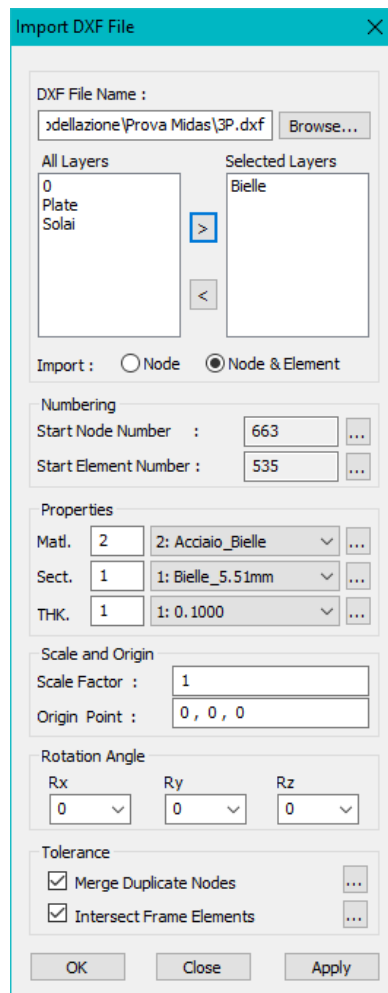 Import DXF File
DXF File Name :
odellazione\Prova Midas\3P.dxf Browse...
All Layers Selected Layers
0 Bielle
Plate
Solai
>
<
Import : Node Node & Element
Numbering
Start Node Number : 663 ...
Start Element Number : 535 ...
Properties
Matl. 2 2: Acciaio_Bielle ...
Sect. 1 1: Bielle_5.51mm ...
THK. 1 1: 0.1000 ...
Scale and Origin
Scale Factor : 1
Origin Point : 0 , 0 , 0
Rotation Angle
Rx Ry Rz
0 0 0
Tolerance
Merge Duplicate Nodes ...
Intersect Frame Elements ...
OK Close Apply